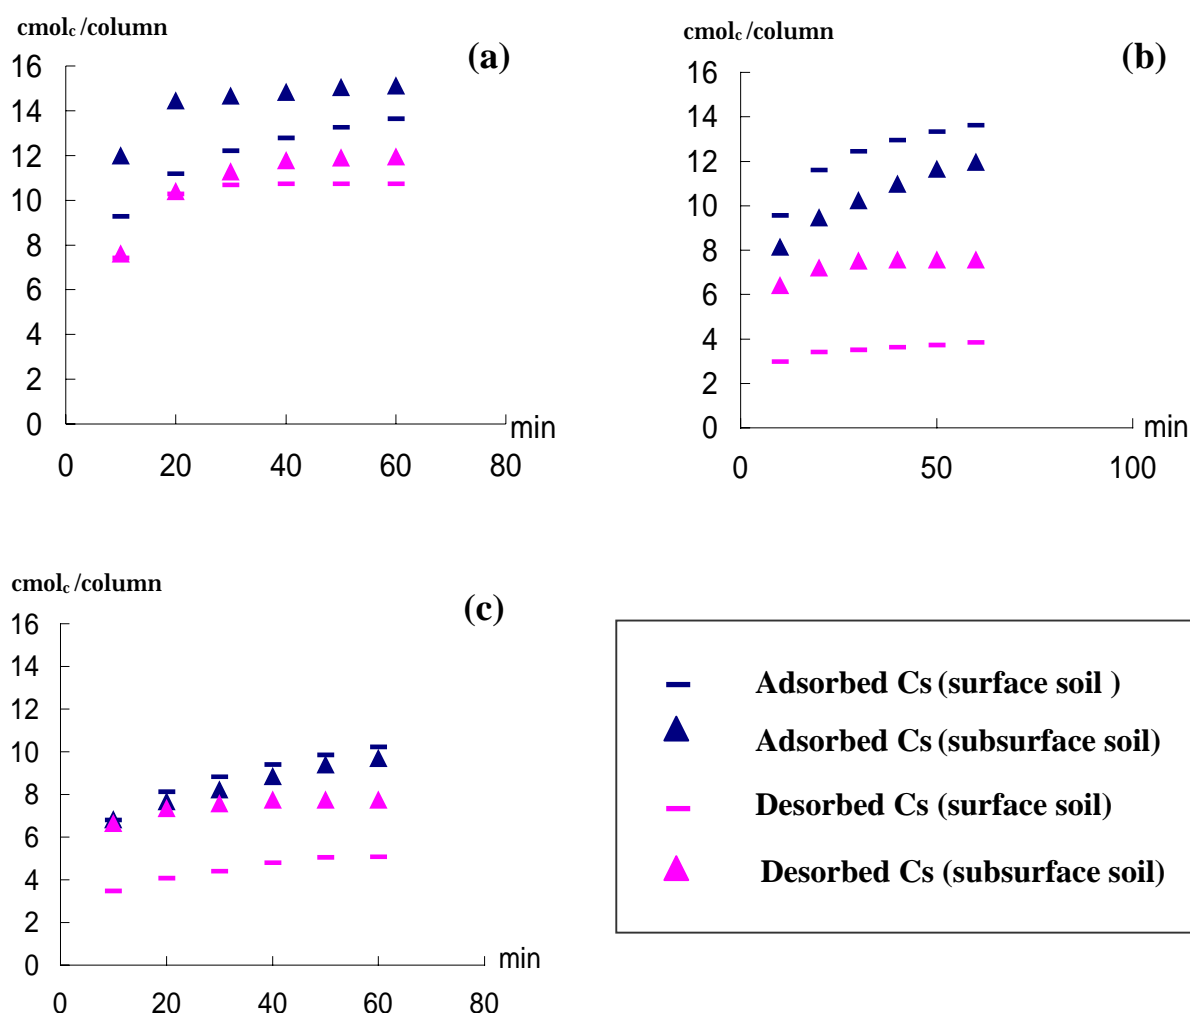 cmolc/column
(a)
16
14
12
10
8
6
4
2
0
0 20 40 60 80
min
cmolc/column
(b)
16
14
12
10
8
6
4
2
0
0 50 100
min
cmolc/column
(c)
16
14
12
10
8
6
4
2
0
0 20 40 60 80
min
Adsorbed Cs (surface soil )
Adsorbed Cs (subsurface soil)
Desorbed Cs (surface soil)
Desorbed Cs (subsurface soil)